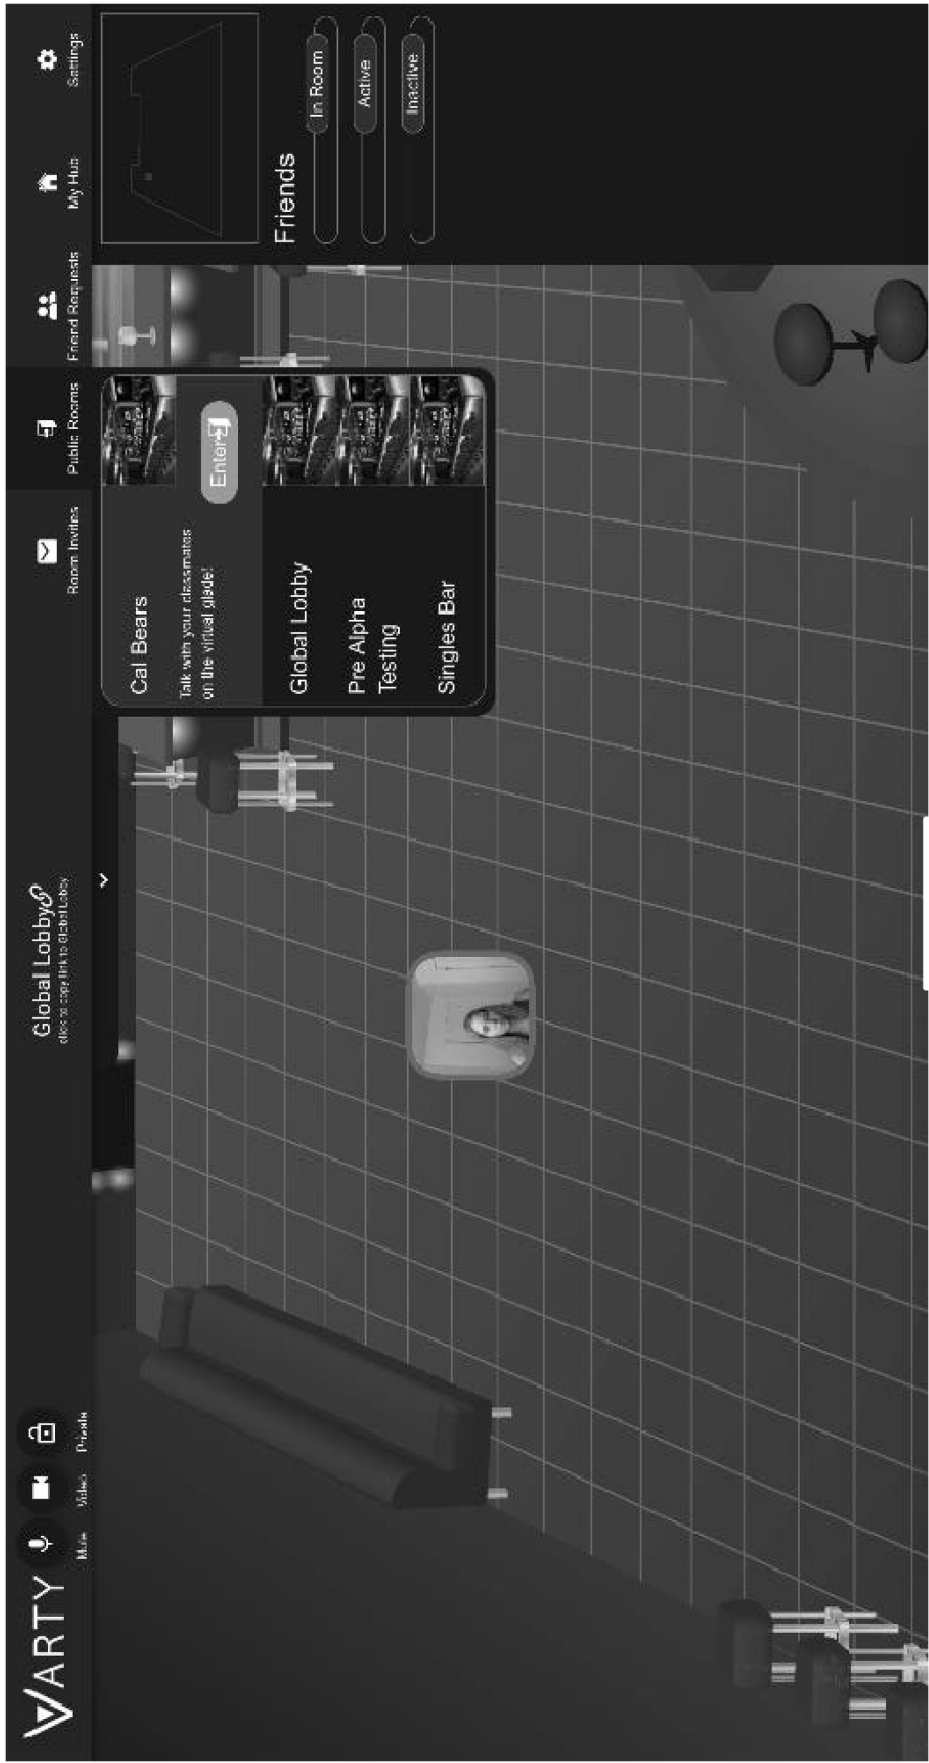 VARTY
Mute
Video
Private
Global Lobby
click to copy link to Global Lobby
Room Invites
Public Rooms
Friend Requests
My Hub
Settings
Cal Bears
Talk with your classmates
on the virtual glade!
Enter
Global Lobby
Pre Alpha
Testing
Singles Bar
Friends
In Room
Active
Inactive